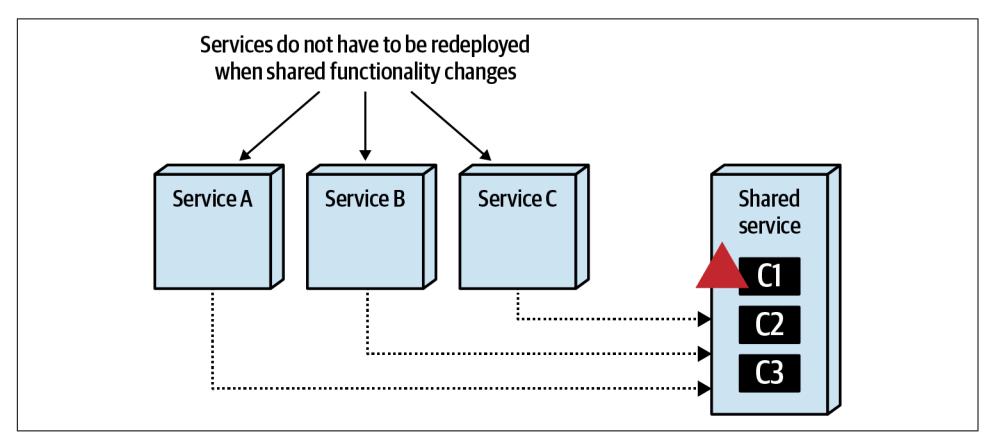 Services do not have to be redeployed
when shared functionality changes
Service A
Service B
Service C
Shared
service
C1
C2
C3